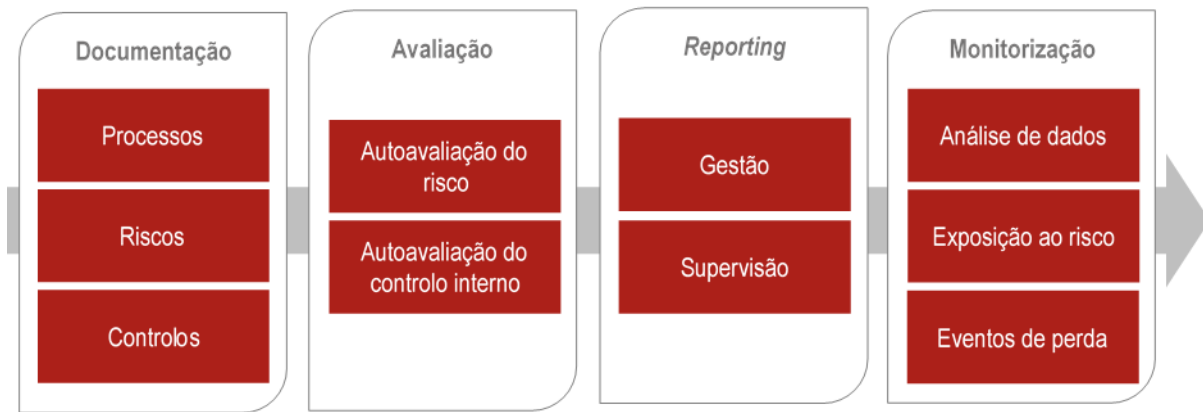 Documentação
Processos
Riscos
Controlos
Avaliação
Autoavaliação do
risco
Autoavaliação do
controlo interno
Reporting
Gestão
Supervisão
Monitorização
Análise de dados
Exposição ao risco
Eventos de perda